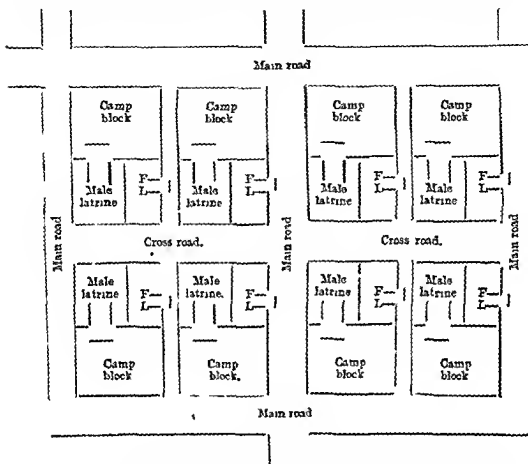 Main road
Camp
block
Camp
block
Camp
block
Camp
block
Male
latrine
F
L
Male
latrine
F
L
Male
latrine
F
L
Male
latrine
F
L
Main road
Cross road.
Main road
Cross road.
Main road
Male
latrine
F
L
Male
latrine.
F
L
Male
latrine
F
L
Male
latrine
F
L
Camp
block
Camp
block.
Camp
block
Camp
block
Main road